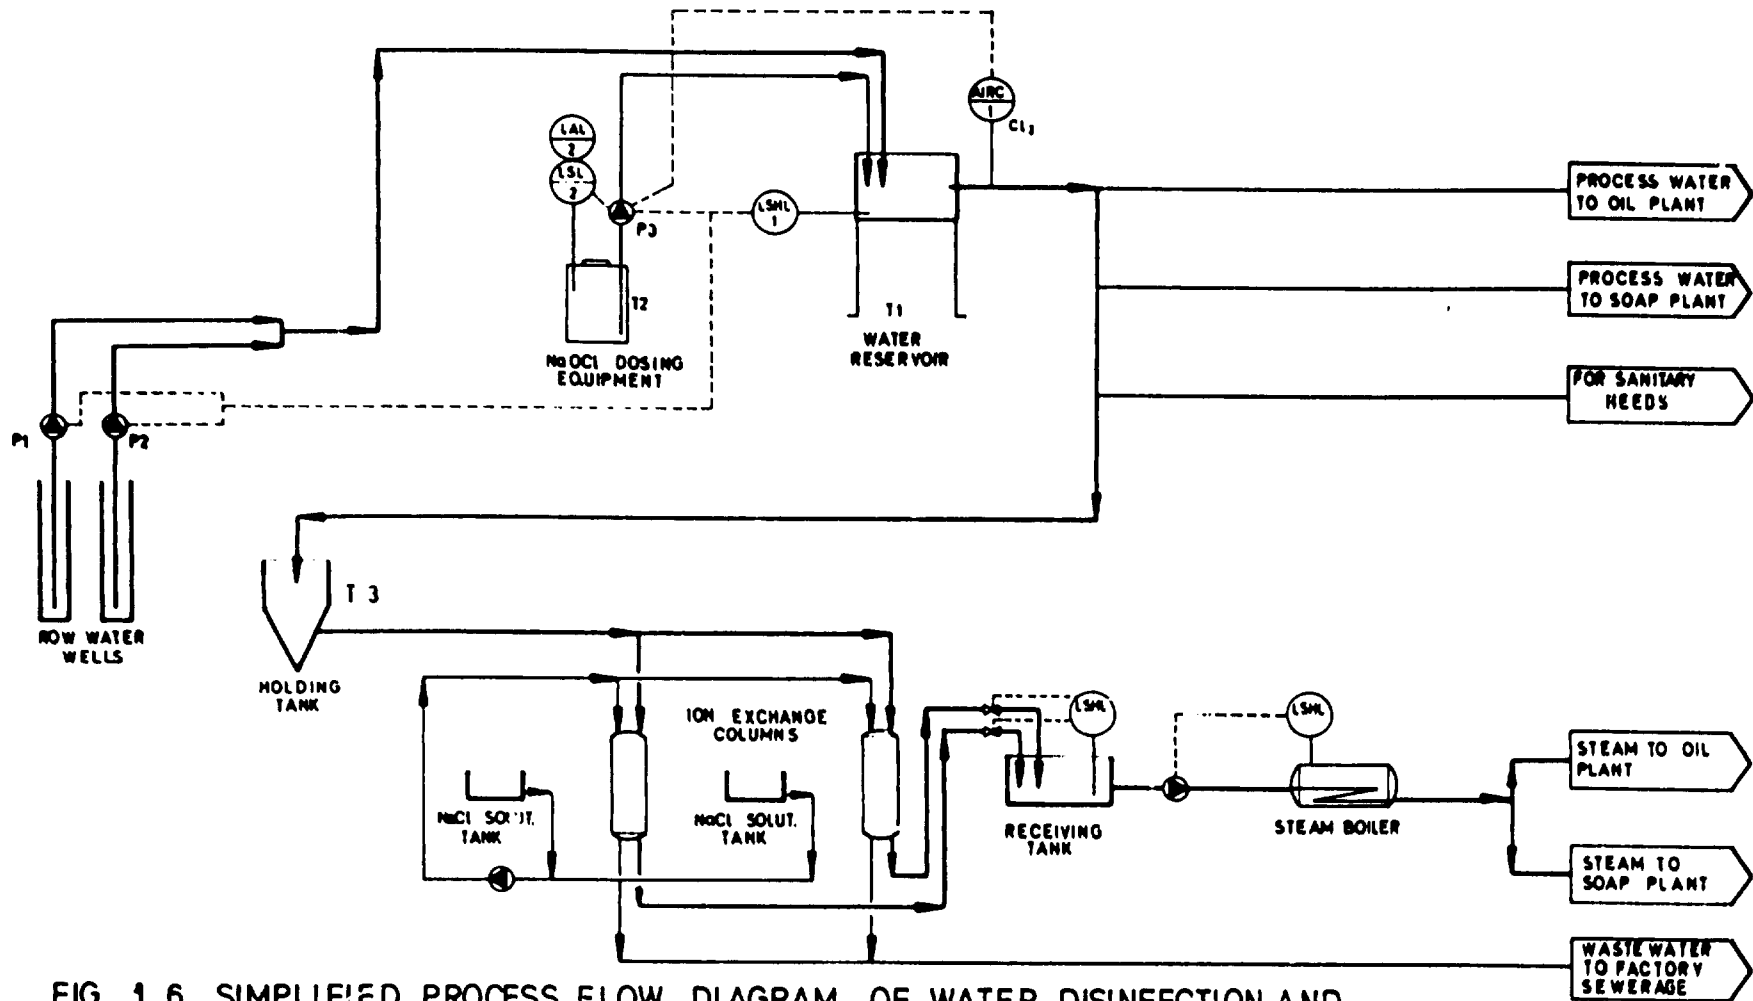 AIRC
1
Cl2
LAL
2
LSL
2
P3
LSHL
1
T2
NaOCl DOSING
EQUIPMENT
T1
WATER
RESERVOIR
PROCESS WATER
TO OIL PLANT
PROCESS WATER
TO SOAP PLANT
FOR SANITARY
NEEDS
P1
P2
ROW WATER
WELLS
T 3
HOLDING
TANK
ION EXCHANGE
COLUMNS
NaCl SOLUT.
TANK
NaCl SOLUT.
TANK
LSHL
RECEIVING
TANK
LSHL
STEAM BOILER
STEAM TO OIL
PLANT
STEAM TO
SOAP PLANT
WASTE WATER
TO FACTORY
SEWERAGE
FIG. 1.6 SIMPLIFIED PROCESS FLOW DIAGRAM OF WATER DISINFECTION AND